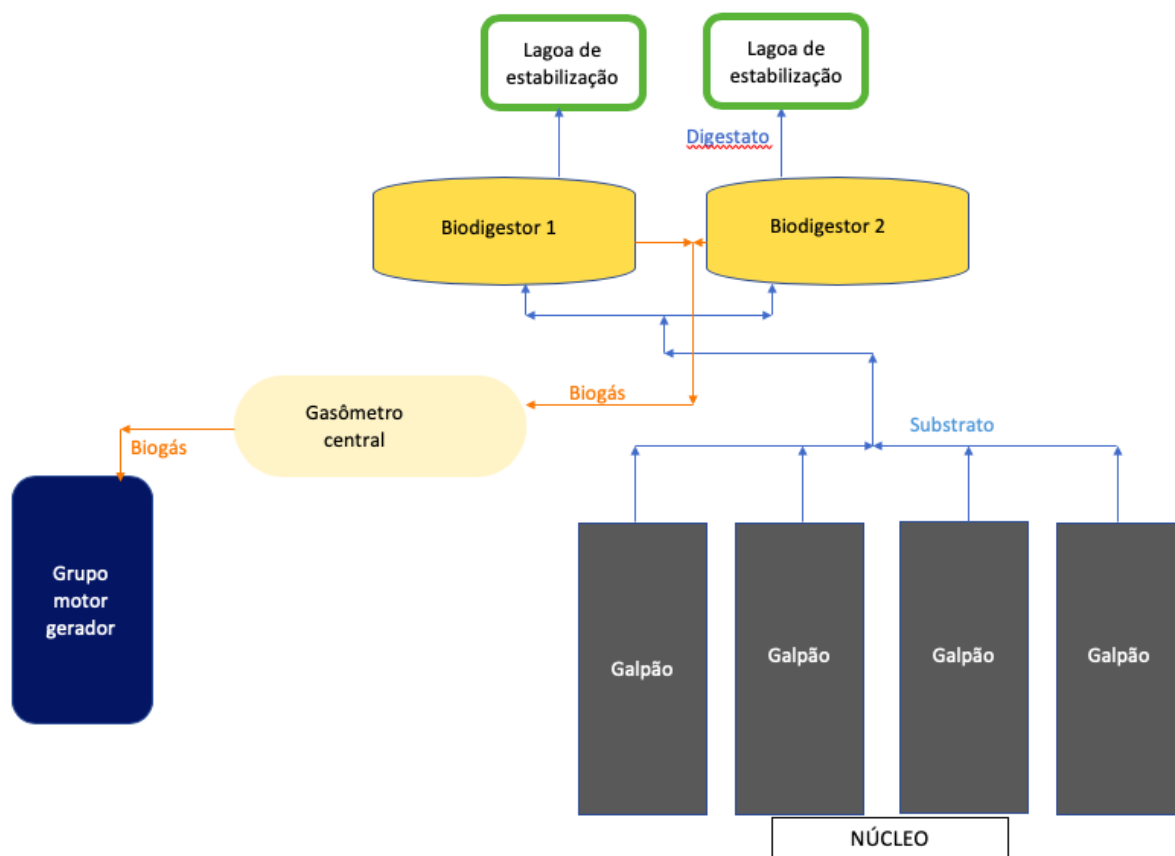 Lagoa de
estabilização
Lagoa de
estabilização
Digestato
Biodigestor 1
Biodigestor 2
Biogás
Gasômetro
central
Biogás
Substrato
Grupo
motor
gerador
Galpão
Galpão
Galpão
Galpão
NÚCLEO